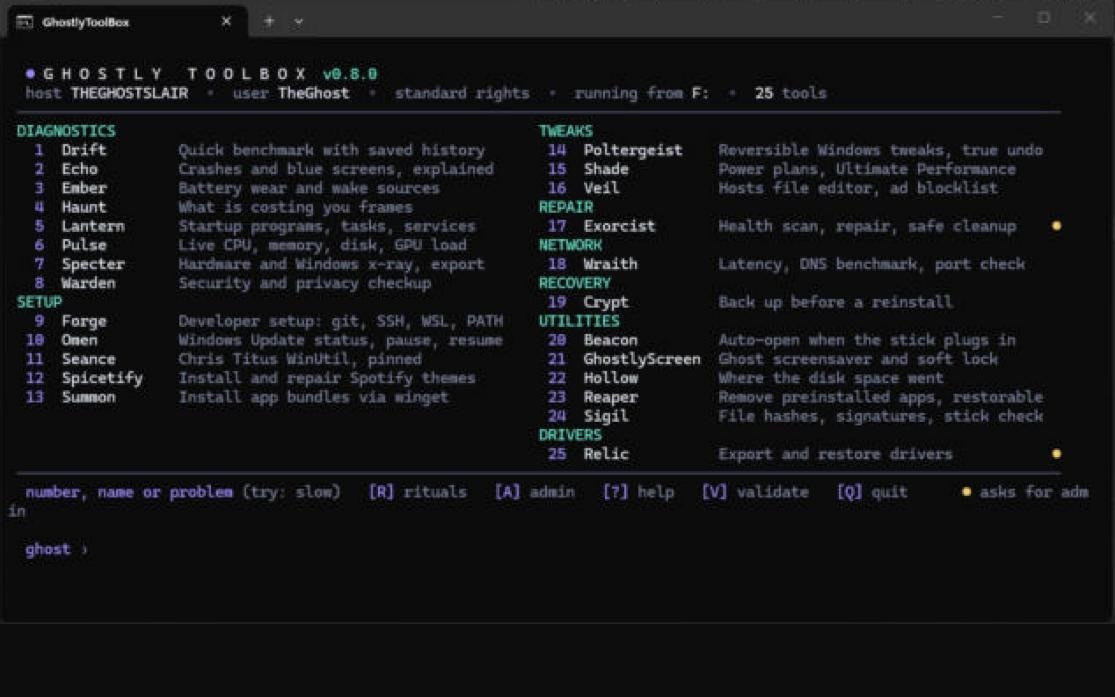 GhostlyToolBox
GHOSTLY TOOLBOX v0.8.0
host THEGHOSTSLAIR • user TheGhost • standard rights • running from F: • 25 tools
DIAGNOSTICS
1 Drift Quick benchmark with saved history
2 Echo Crashes and blue screens, explained
3 Ember Battery wear and wake sources
4 Haunt What is costing you frames
5 Lantern Startup programs, tasks, services
6 Pulse Live CPU, memory, disk, GPU load
7 Specter Hardware and Windows x-ray, export
8 Warden Security and privacy checkup
SETUP
9 Forge Developer setup: git, SSH, WSL, PATH
10 Omen Windows Update status, pause, resume
11 Seance Chris Titus WinUtil, pinned
12 Spicetify Install and repair Spotify themes
13 Summon Install app bundles via winget
TWEAKS
14 Poltergeist Reversible Windows tweaks, true undo
15 Shade Power plans, Ultimate Performance
16 Veil Hosts file editor, ad blocklist
REPAIR
17 Exorcist Health scan, repair, safe cleanup
NETWORK
18 Wraith Latency, DNS benchmark, port check
RECOVERY
19 Crypt Back up before a reinstall
UTILITIES
20 Beacon Auto-open when the stick plugs in
21 GhostlyScreen Ghost screensaver and soft lock
22 Hollow Where the disk space went
23 Reaper Remove preinstalled apps, restorable
24 Sigil File hashes, signatures, stick check
DRIVERS
25 Relic Export and restore drivers
number, name or problem (try: slow) [R] rituals [A] admin [?] help [V] validate [Q] quit ● asks for adm
in
ghost ›